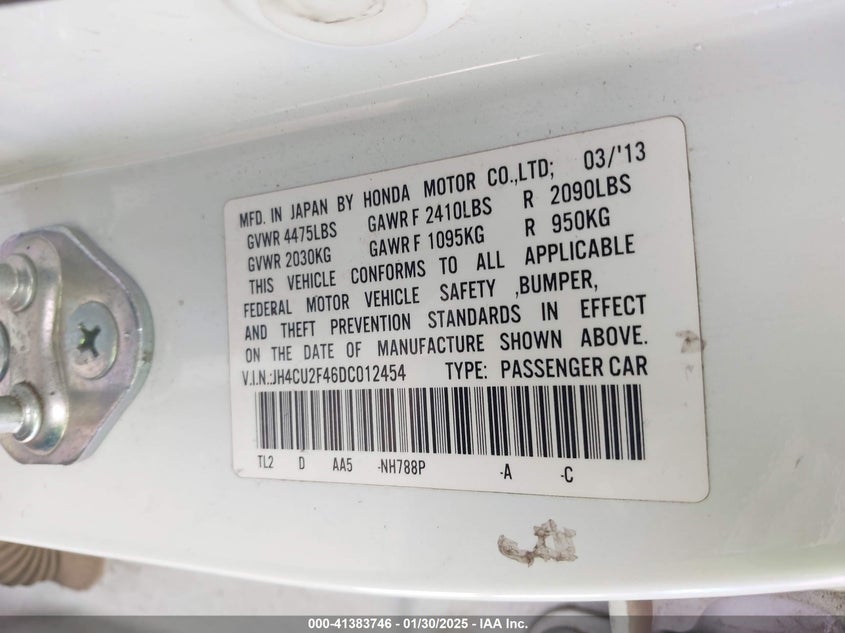 MFD. IN JAPAN BY HONDA MOTOR CO.,LTD; 03/'13
GVWR 4475LBS GAWR F 2410LBS R 2090LBS
GVWR 2030KG GAWR F 1095KG R 950KG
THIS VEHICLE CONFORMS TO ALL APPLICABLE
FEDERAL MOTOR VEHICLE SAFETY ,BUMPER,
AND THEFT PREVENTION STANDARDS IN EFFECT
ON THE DATE OF MANUFACTURE SHOWN ABOVE.
V.I.N.:JH4CU2F46DC012454 TYPE: PASSENGER CAR
TL2 D AA5 -NH788P -A -C
000-41383746 / 01/30/2025 - IAA Inc.